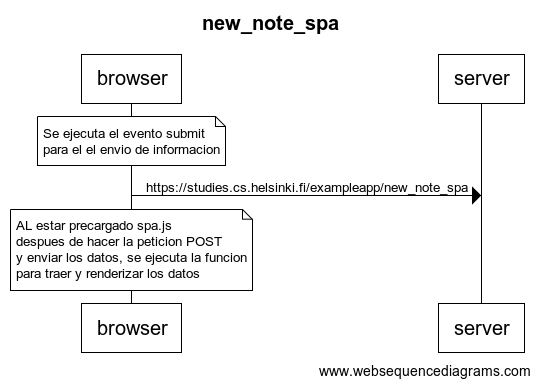 new_note_spa
browser
server
Se ejecuta el evento submit
para el el envio de informacion
https://studies.cs.helsinki.fi/exampleapp/new_note_spa
AL estar precargado spa.js
despues de hacer la peticion POST
y enviar los datos, se ejecuta la funcion
para traer y renderizar los datos
browser
server
www.websequencediagrams.com